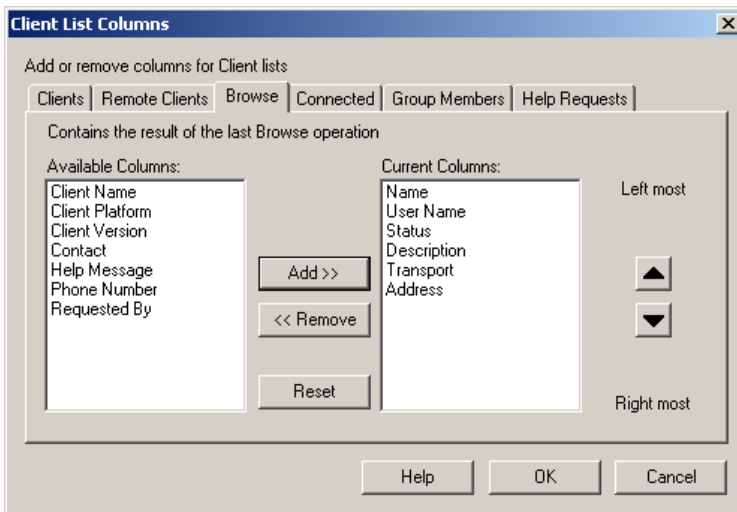 Client List Columns
Add or remove columns for Client lists
Clients
Remote Clients
Browse
Connected
Group Members
Help Requests
Contains the result of the last Browse operation
Available Columns:
Client Name
Client Platform
Client Version
Contact
Help Message
Phone Number
Requested By
Add >>
<< Remove
Reset
Current Columns:
Name
User Name
Status
Description
Transport
Address
Left most
Right most
Help
OK
Cancel